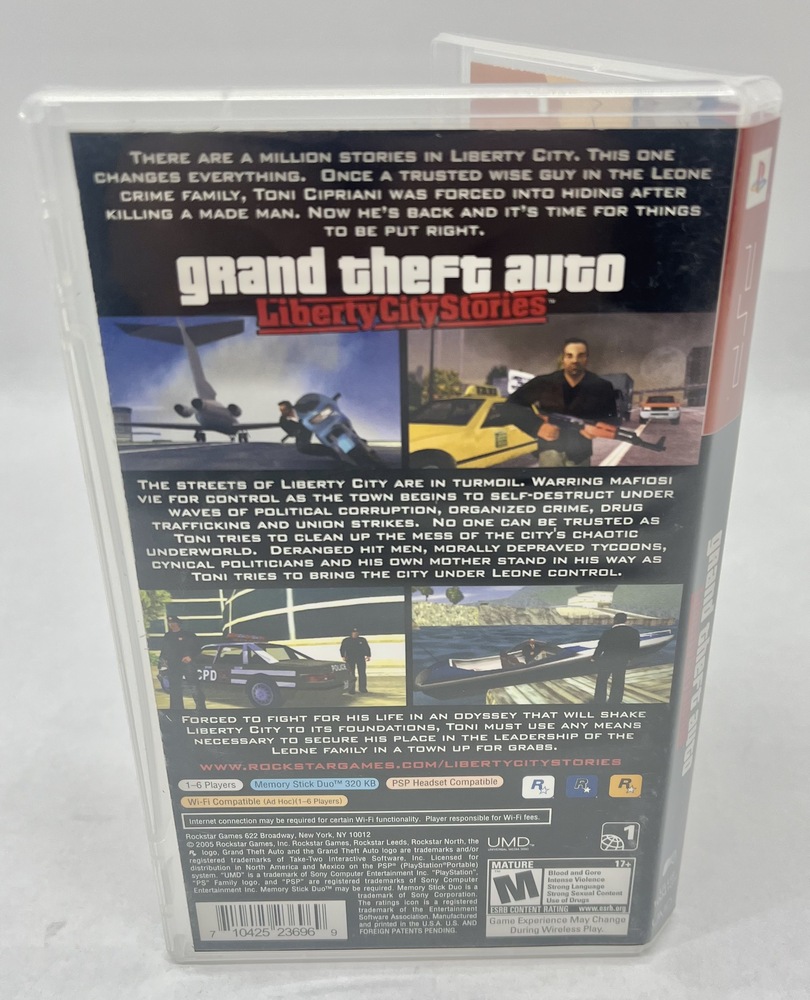 THERE ARE A MILLION STORIES IN LIBERTY CITY. THIS ONE
CHANGES EVERYTHING. ONCE A TRUSTED WISE GUY IN THE LEONE
CRIME FAMILY, TONI CIPRIANI WAS FORCED INTO HIDING AFTER
KILLING A MADE MAN. NOW HE'S BACK AND IT'S TIME FOR THINGS
TO BE PUT RIGHT.
grand theft auto
Liberty City Stories™
TAXI
THE STREETS OF LIBERTY CITY ARE IN TURMOIL. WARRING MAFIOSI
VIE FOR CONTROL AS THE TOWN BEGINS TO SELF-DESTRUCT UNDER
WAVES OF POLITICAL CORRUPTION, ORGANIZED CRIME, DRUG
TRAFFICKING AND UNION STRIKES. NO ONE CAN BE TRUSTED AS
TONI TRIES TO CLEAN UP THE MESS OF THE CITY'S CHAOTIC
UNDERWORLD. DERANGED HIT MEN, MORALLY DEPRAVED TYCOONS,
CYNICAL POLITICIANS AND HIS OWN MOTHER STAND IN HIS WAY AS
TONI TRIES TO BRING THE CITY UNDER LEONE CONTROL.
CPD
POLICE
FORCED TO FIGHT FOR HIS LIFE IN AN ODYSSEY THAT WILL SHAKE
LIBERTY CITY TO ITS FOUNDATIONS, TONI MUST USE ANY MEANS
NECESSARY TO SECURE HIS PLACE IN THE LEADERSHIP OF THE
LEONE FAMILY IN A TOWN UP FOR GRABS.
WWW.ROCKSTARGAMES.COM/LIBERTYCITYSTORIES
1-6 Players
Memory Stick Duo™ 320 KB
PSP Headset Compatible
R R R
Wi-Fi Compatible (Ad Hoc)(1-6 Players)
Internet connection may be required for certain Wi-Fi functionality. Player responsible for Wi-Fi fees.
Rockstar Games 622 Broadway, New York, NY 10012
© 2005 Rockstar Games, Inc. Rockstar Games, Rockstar Leeds, Rockstar North, the
R logo, Grand Theft Auto and the Grand Theft Auto logo are trademarks and/or
registered trademarks of Take-Two Interactive Software, Inc. Licensed for
distribution in North America and Mexico on the PSP® (PlayStation®Portable)
system. "UMD" is a trademark of Sony Computer Entertainment Inc. "PlayStation",
"PS" Family logo, and "PSP" are registered trademarks of Sony Computer
Entertainment Inc. Memory Stick Duo™ may be required. Memory Stick Duo is a
trademark of Sony Corporation.
The ratings icon is a registered
trademark of the Entertainment
Software Association. Manufactured
and printed in the U.S.A. U.S. AND
FOREIGN PATENTS PENDING.
7 10425 23696 9
UMD™
1
MATURE 17+
M
Blood and Gore
Intense Violence
Strong Language
Strong Sexual Content
Use of Drugs
ESRB CONTENT RATING www.esrb.org
Game Experience May Change
During Wireless Play.
PSP
grand theft auto